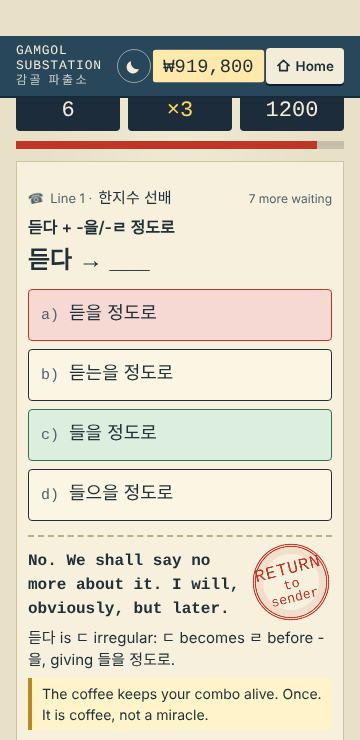 GAMGOL
SUBSTATION
감골 파출소
₩919,800
Home
6
×3
1200
☎ Line 1 · 한지수 선배
7 more waiting
듣다 + -을/-ㄹ 정도로
듣다 → ____
a) 듣을 정도로
b) 듣는을 정도로
c) 들을 정도로
d) 들으을 정도로
No. We shall say no
more about it. I will,
obviously, but later.
RETURN
to
sender
듣다 is ㄷ irregular: ㄷ becomes ㄹ before -
을, giving 들을 정도로.
The coffee keeps your combo alive. Once.
It is coffee, not a miracle.